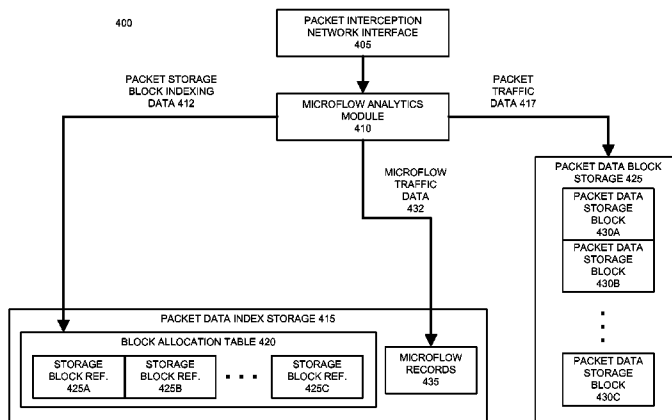 400
PACKET INTERCEPTION
NETWORK INTERFACE
405
PACKET STORAGE
BLOCK INDEXING
DATA 412
MICROFLOW ANALYTICS
MODULE
410
PACKET
TRAFFIC
DATA 417
MICROFLOW
TRAFFIC
DATA
432
PACKET DATA BLOCK
STORAGE 425
PACKET DATA
STORAGE
BLOCK
430A
PACKET DATA
STORAGE
BLOCK
430B
PACKET DATA
STORAGE
BLOCK
430C
PACKET DATA INDEX STORAGE 415
BLOCK ALLOCATION TABLE 420
STORAGE
BLOCK REF.
425A
STORAGE
BLOCK REF.
425B
STORAGE
BLOCK REF.
425C
MICROFLOW
RECORDS
435